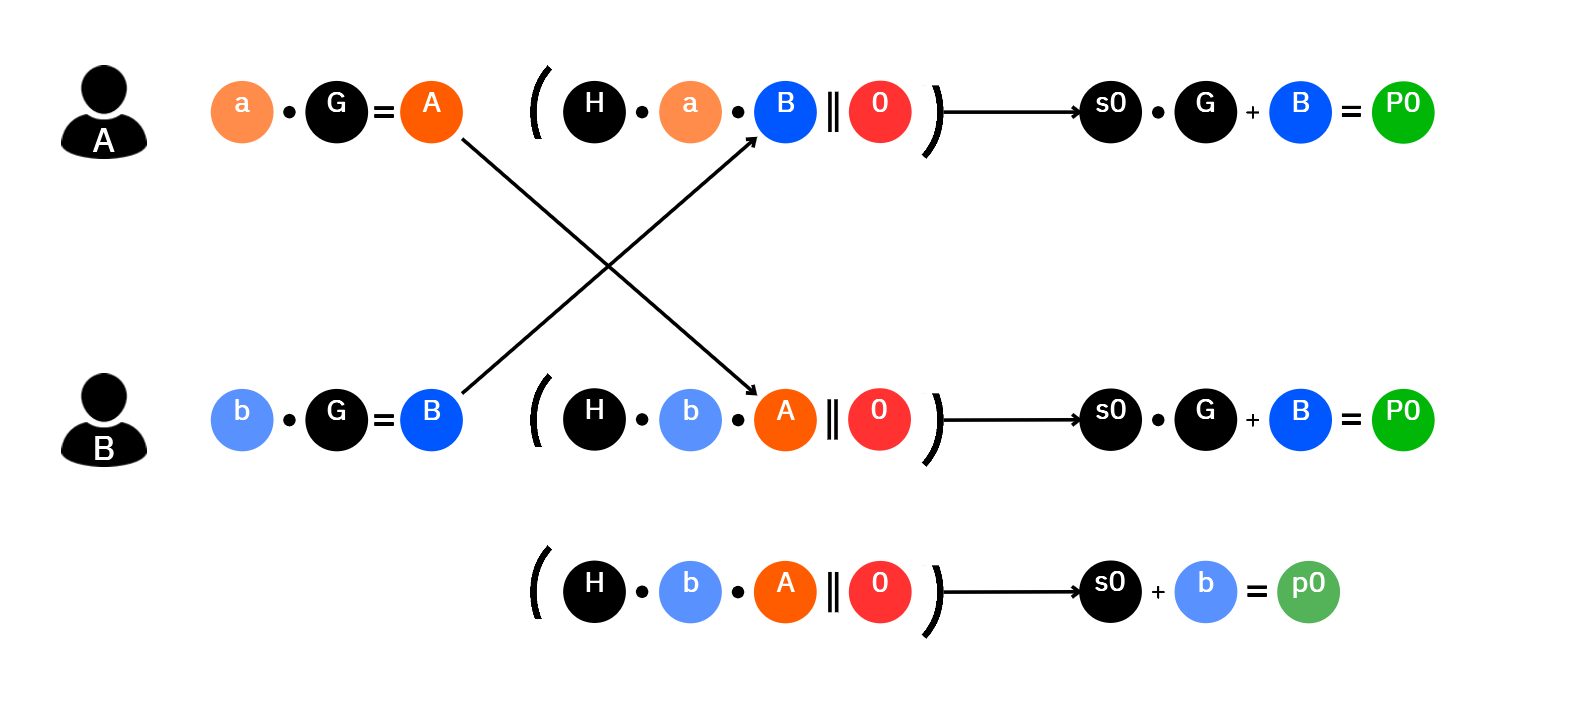 A a • G = A ( H • a • B || 0 ) s0 • G + B = P0
B b • G = B ( H • b • A || 0 ) s0 • G + B = P0
( H • b • A || 0 ) s0 + b = p0